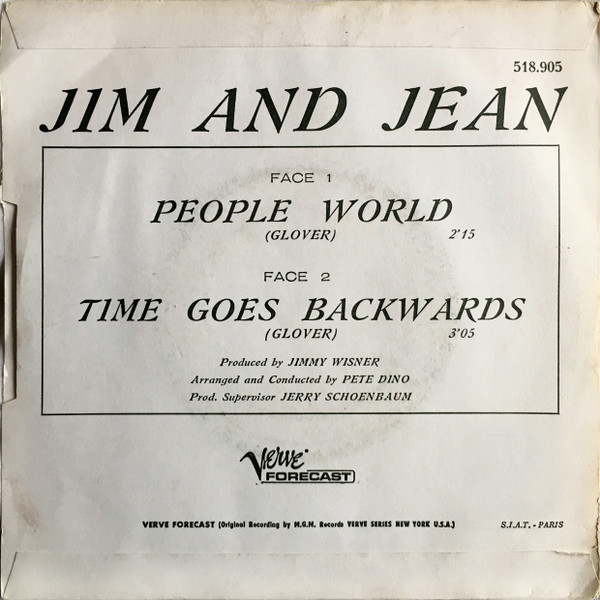 518.905
JIM AND JEAN
FACE 1
PEOPLE WORLD
(GLOVER) 2'15
FACE 2
TIME GOES BACKWARDS
(GLOVER) 3'05
Produced by JIMMY WISNER
Arranged and Conducted by PETE DINO
Prod. Supervisor JERRY SCHOENBAUM
Verve
FORECAST
VERVE FORECAST (Original Recording by M.G.M. Records VERVE SERIES NEW YORK U.S.A.) S.I.A.T. - PARIS